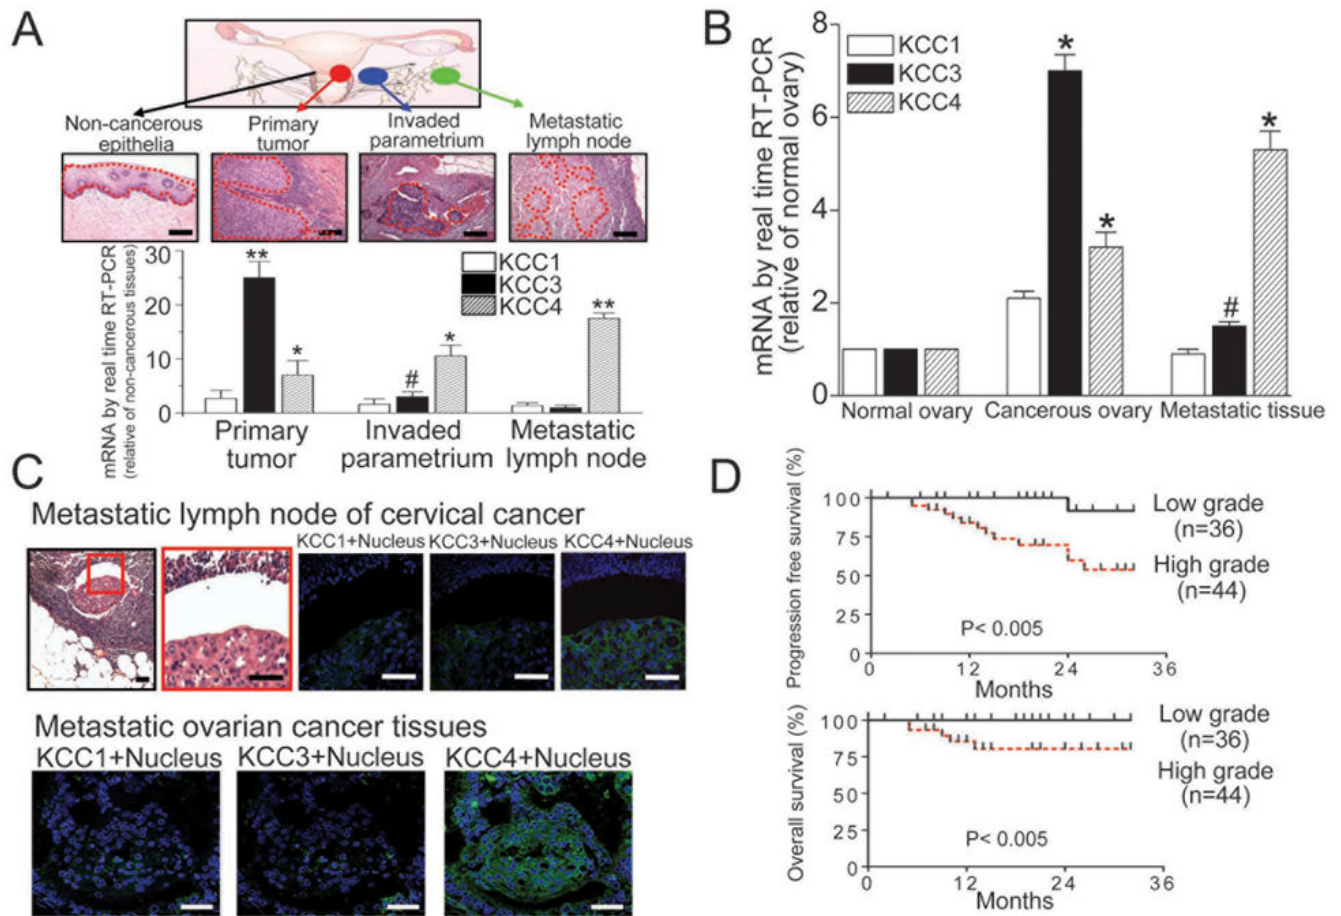 A
Non-cancerous
epithelia
Primary
tumor
Invaded
parametrium
Metastatic
lymph node
mRNA by real time RT-PCR
(relative of non-cancerous tissues)
30
20
10
0
**
*
#
*
**
KCC1
KCC3
KCC4
Primary
tumor
Invaded
parametrium
Metastatic
lymph node
B
mRNA by real time RT-PCR
(relative of normal ovary)
8
6
4
2
0
KCC1
KCC3
KCC4
*
*
#
*
Normal ovary
Cancerous ovary
Metastatic tissue
C
Metastatic lymph node of cervical cancer
KCC1+Nucleus
KCC3+Nucleus
KCC4+Nucleus
Metastatic ovarian cancer tissues
KCC1+Nucleus
KCC3+Nucleus
KCC4+Nucleus
D
Progression free survival (%)
100
75
50
25
0
Low grade
(n=36)
High grade
(n=44)
P< 0.005
0 12 24 36
Months
Overall survival (%)
100
75
50
25
0
Low grade
(n=36)
High grade
(n=44)
P< 0.005
0 12 24 36
Months